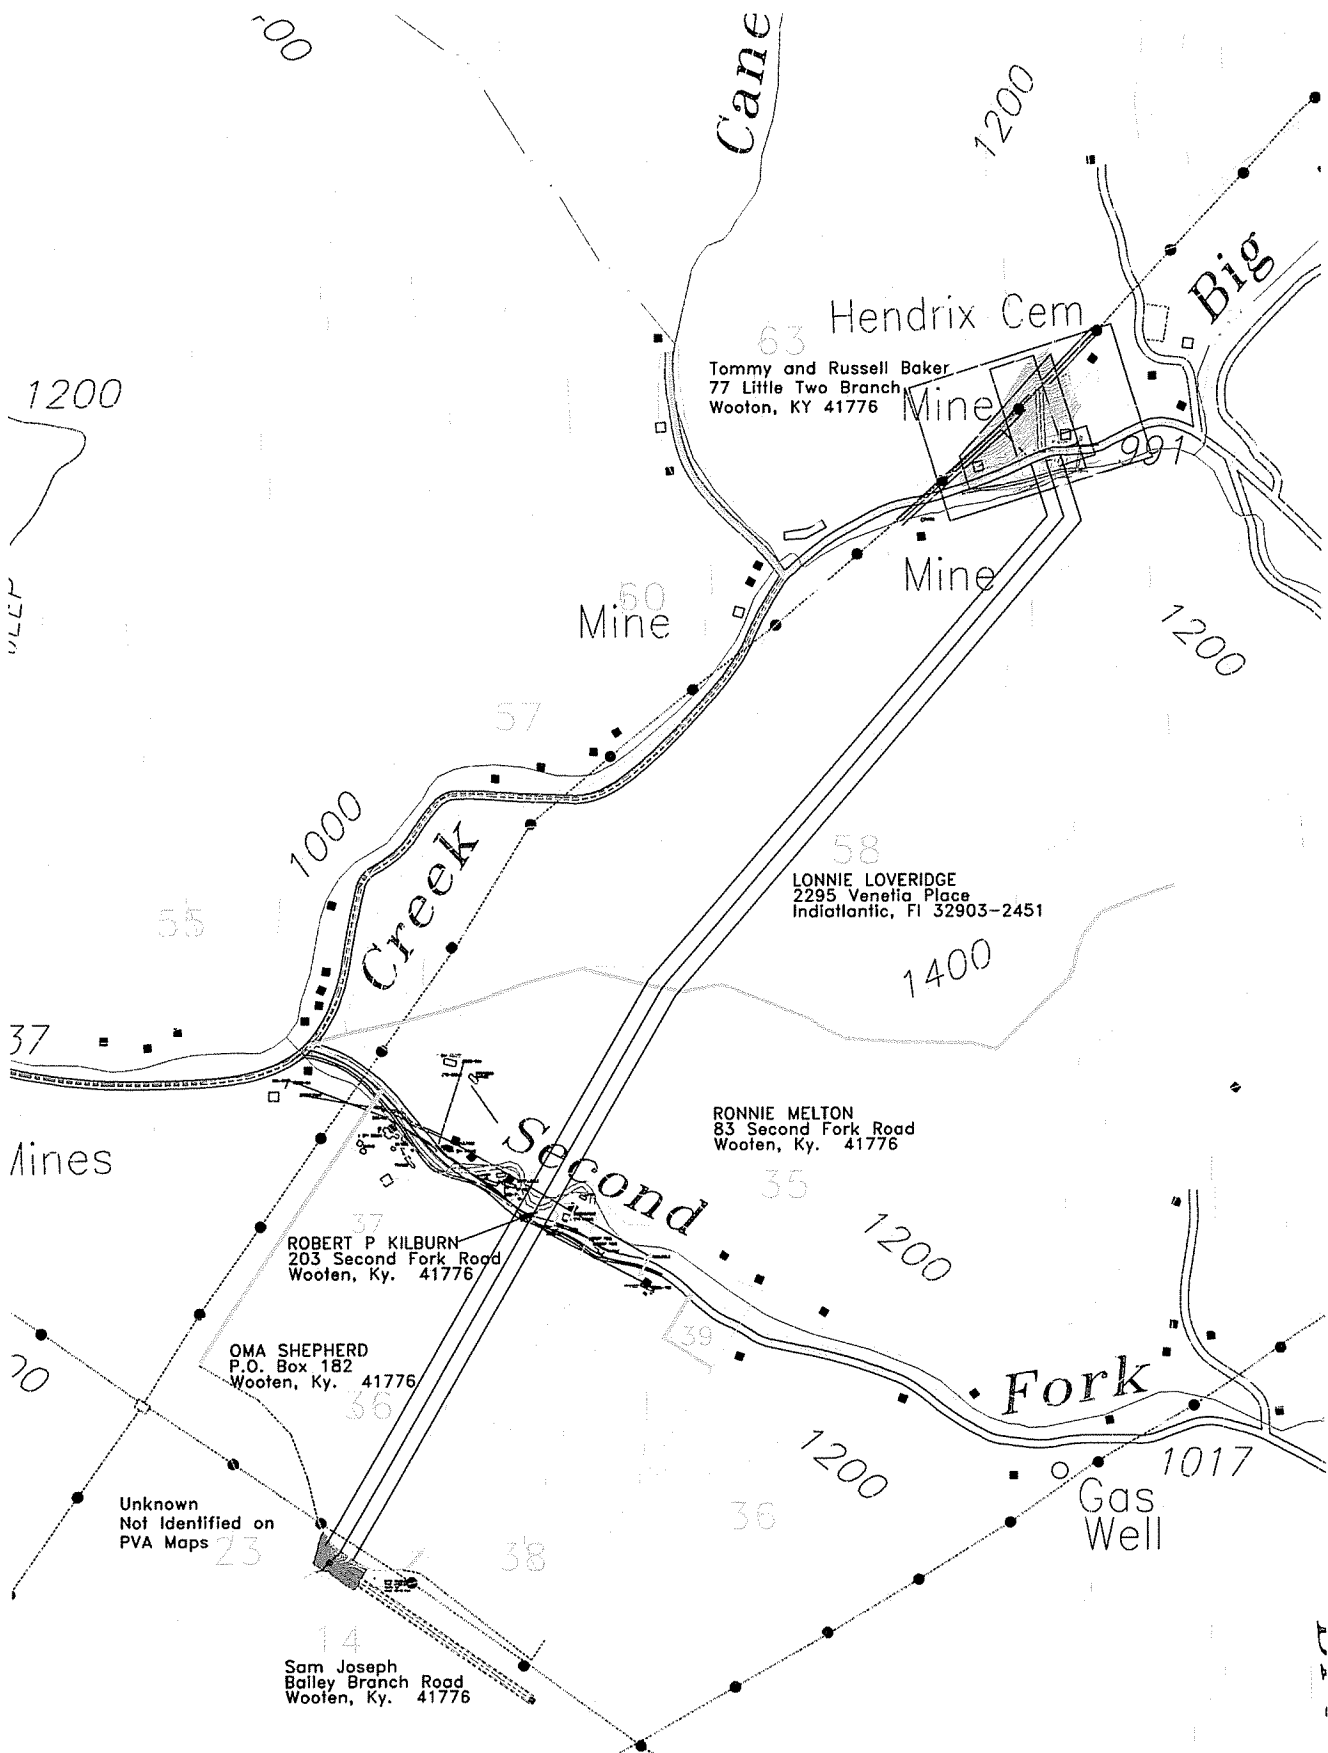 00
Cane
1200
Hendrix Cem
Big
63
Tommy and Russell Baker
77 Little Two Branch
Wooton, KY 41776
Mine
1200
991
Mine
60
Mine
1200
57
1000
Creek
58
LONNIE LOVERIDGE
2295 Venetia Place
Indiatlantic, Fl 32903-2451
55
1400
37
RONNIE MELTON
83 Second Fork Road
Wooten, Ky. 41776
Second
Mines
35
37
ROBERT P KILBURN
203 Second Fork Road
Wooten, Ky. 41776
1200
39
OMA SHEPHERD
P.O. Box 182
Wooten, Ky. 41776
36
Fork
1200
1017
Gas
Well
Unknown
Not Identified on
PVA Maps
23
36
38
14
Sam Joseph
Bailey Branch Road
Wooten, Ky. 41776